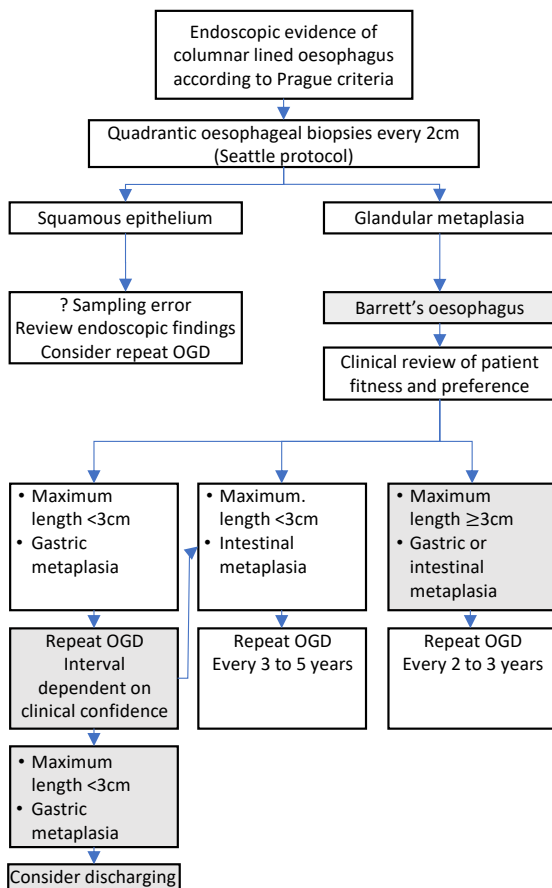 Endoscopic evidence of
columnar lined oesophagus
according to Prague criteria
Quadrantic oesophageal biopsies every 2cm
(Seattle protocol)
Squamous epithelium
Glandular metaplasia
? Sampling error
Review endoscopic findings
Consider repeat OGD
Barrett’s oesophagus
Clinical review of patient
fitness and preference
• Maximum
length <3cm
• Gastric
metaplasia
• Maximum.
length <3cm
• Intestinal
metaplasia
• Maximum
length ≥3cm
• Gastric or
intestinal
metaplasia
Repeat OGD
Interval
dependent on
clinical confidence
Repeat OGD
Every 3 to 5 years
Repeat OGD
Every 2 to 3 years
• Maximum
length <3cm
• Gastric
metaplasia
Consider discharging